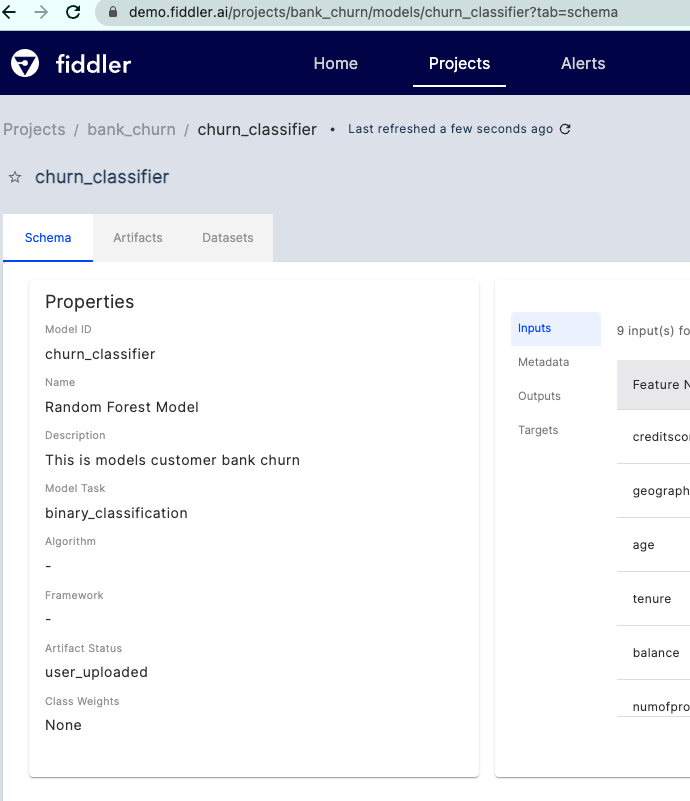 demo.fiddler.ai/projects/bank_churn/models/churn_classifier?tab=schema
fiddler Home Projects Alerts
Projects / bank_churn / churn_classifier • Last refreshed a few seconds ago
churn_classifier
Schema Artifacts Datasets
Properties
Model ID
churn_classifier
Name
Random Forest Model
Description
This is models customer bank churn
Model Task
binary_classification
Algorithm
-
Framework
-
Artifact Status
user_uploaded
Class Weights
None
Inputs
Metadata
Outputs
Targets
9 input(s) fo
Feature N
creditsco
geograph
age
tenure
balance
numofpro